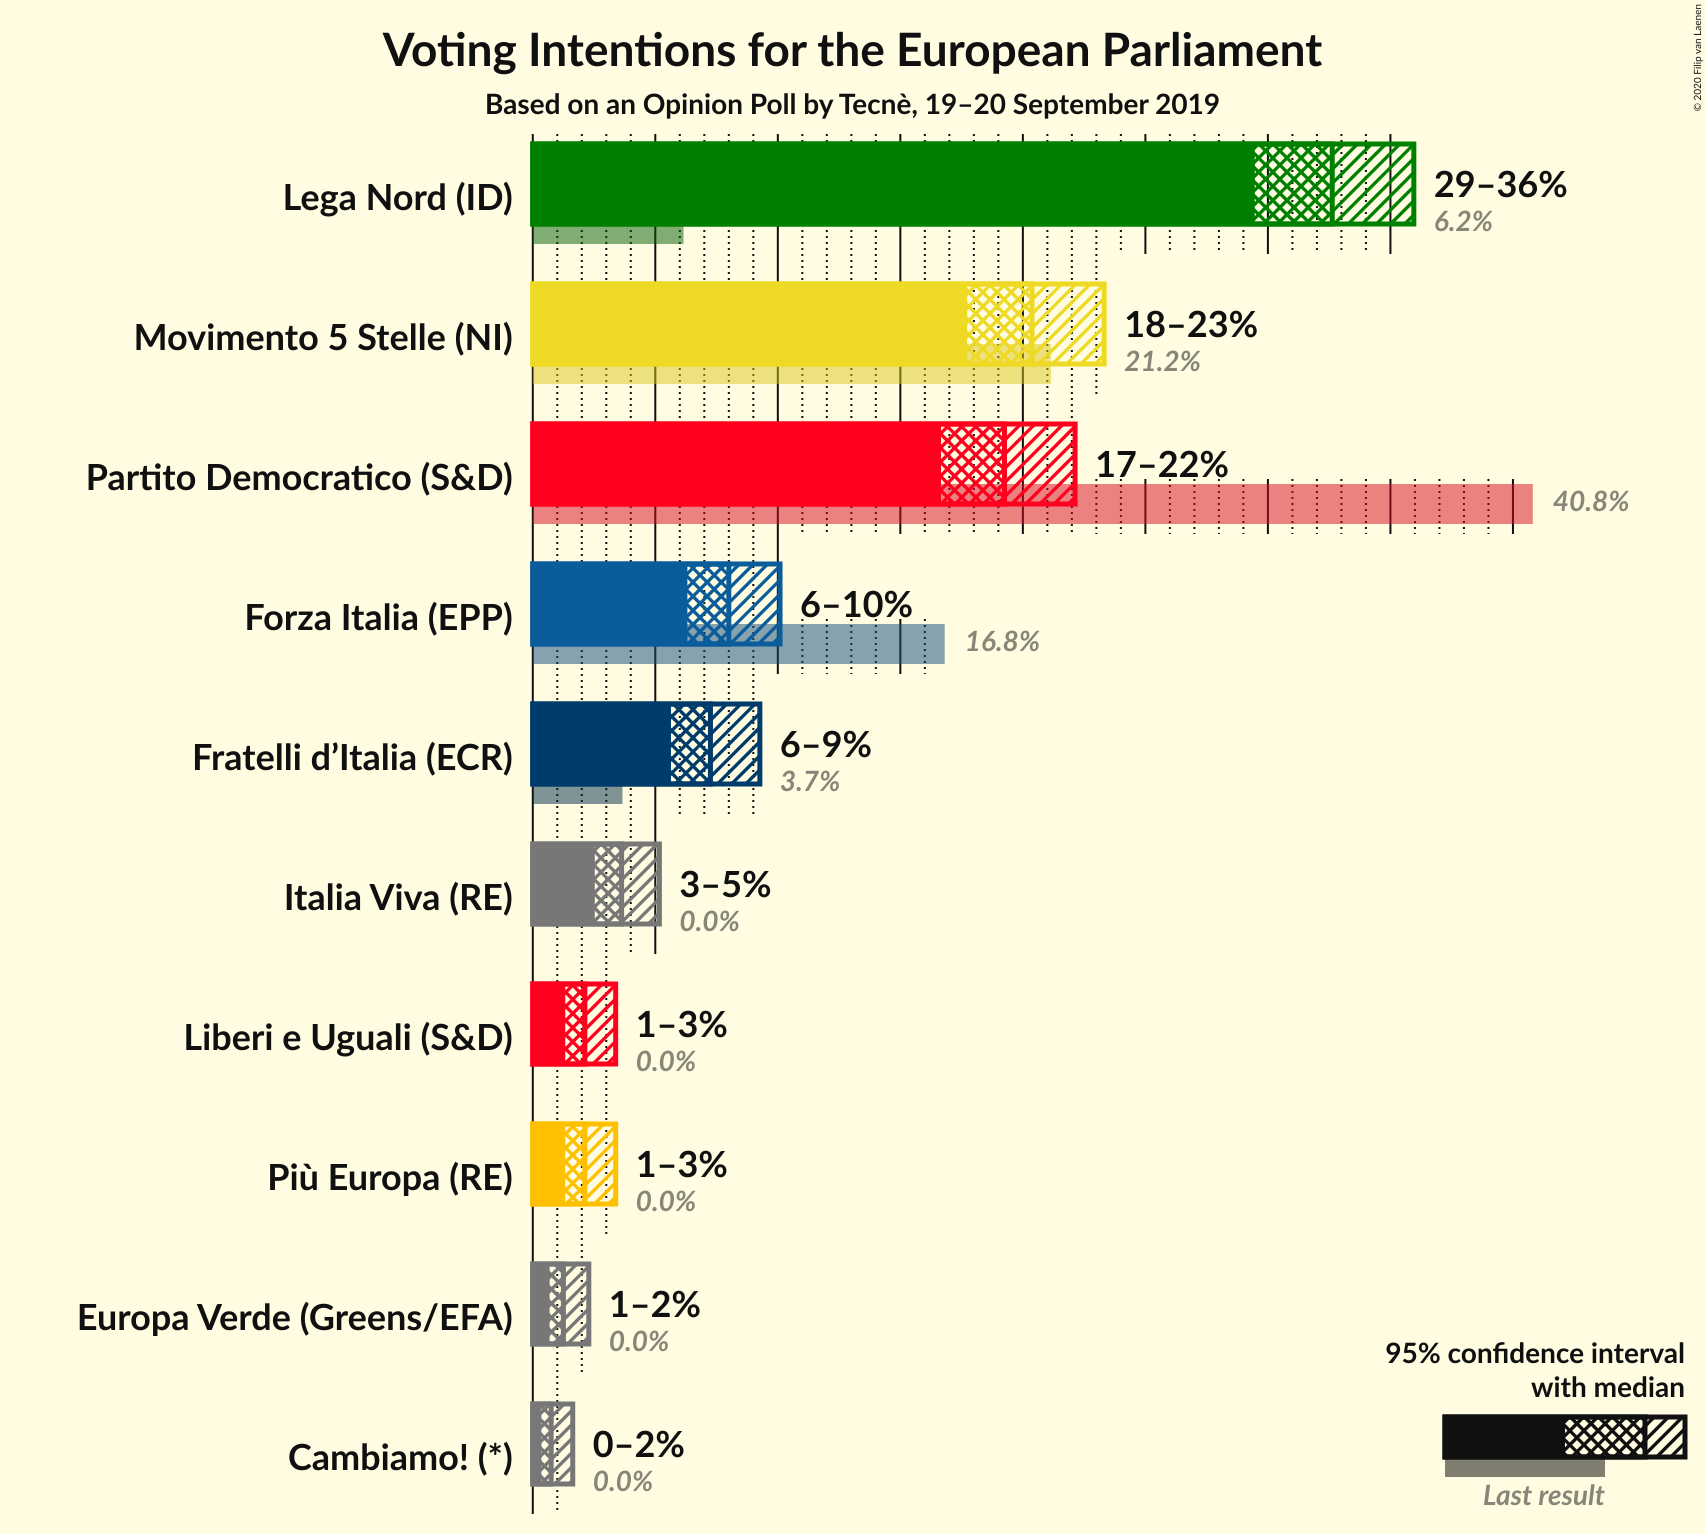 Voting Intentions for the European Parliament
Based on an Opinion Poll by Tecnè, 19–20 September 2019
© 2020 Filip van Laenen
Lega Nord (ID)
29–36%
6.2%
Movimento 5 Stelle (NI)
18–23%
21.2%
Partito Democratico (S&D)
17–22%
40.8%
Forza Italia (EPP)
6–10%
16.8%
Fratelli d’Italia (ECR)
6–9%
3.7%
Italia Viva (RE)
3–5%
0.0%
Liberi e Uguali (S&D)
1–3%
0.0%
Più Europa (RE)
1–3%
0.0%
Europa Verde (Greens/EFA)
1–2%
0.0%
Cambiamo! (*)
0–2%
0.0%
95% confidence interval
with median
Last result